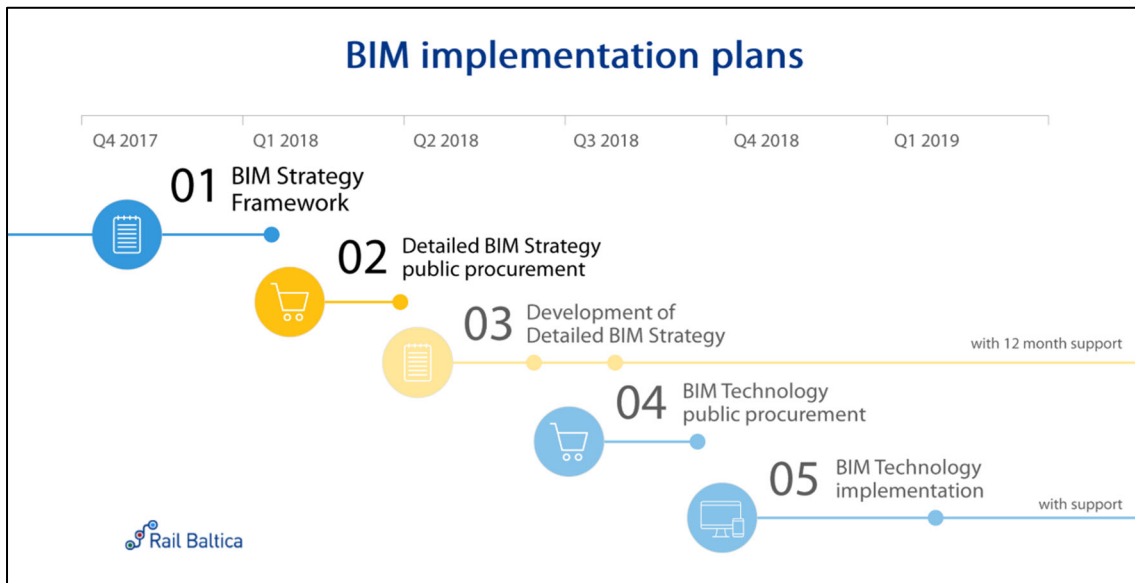 BIM implementation plans
Q4 2017 Q1 2018 Q2 2018 Q3 2018 Q4 2018 Q1 2019
01 BIM Strategy
Framework
02 Detailed BIM Strategy
public procurement
03 Development of
Detailed BIM Strategy
with 12 month support
04 BIM Technology
public procurement
05 BIM Technology
implementation
with support
Rail Baltica